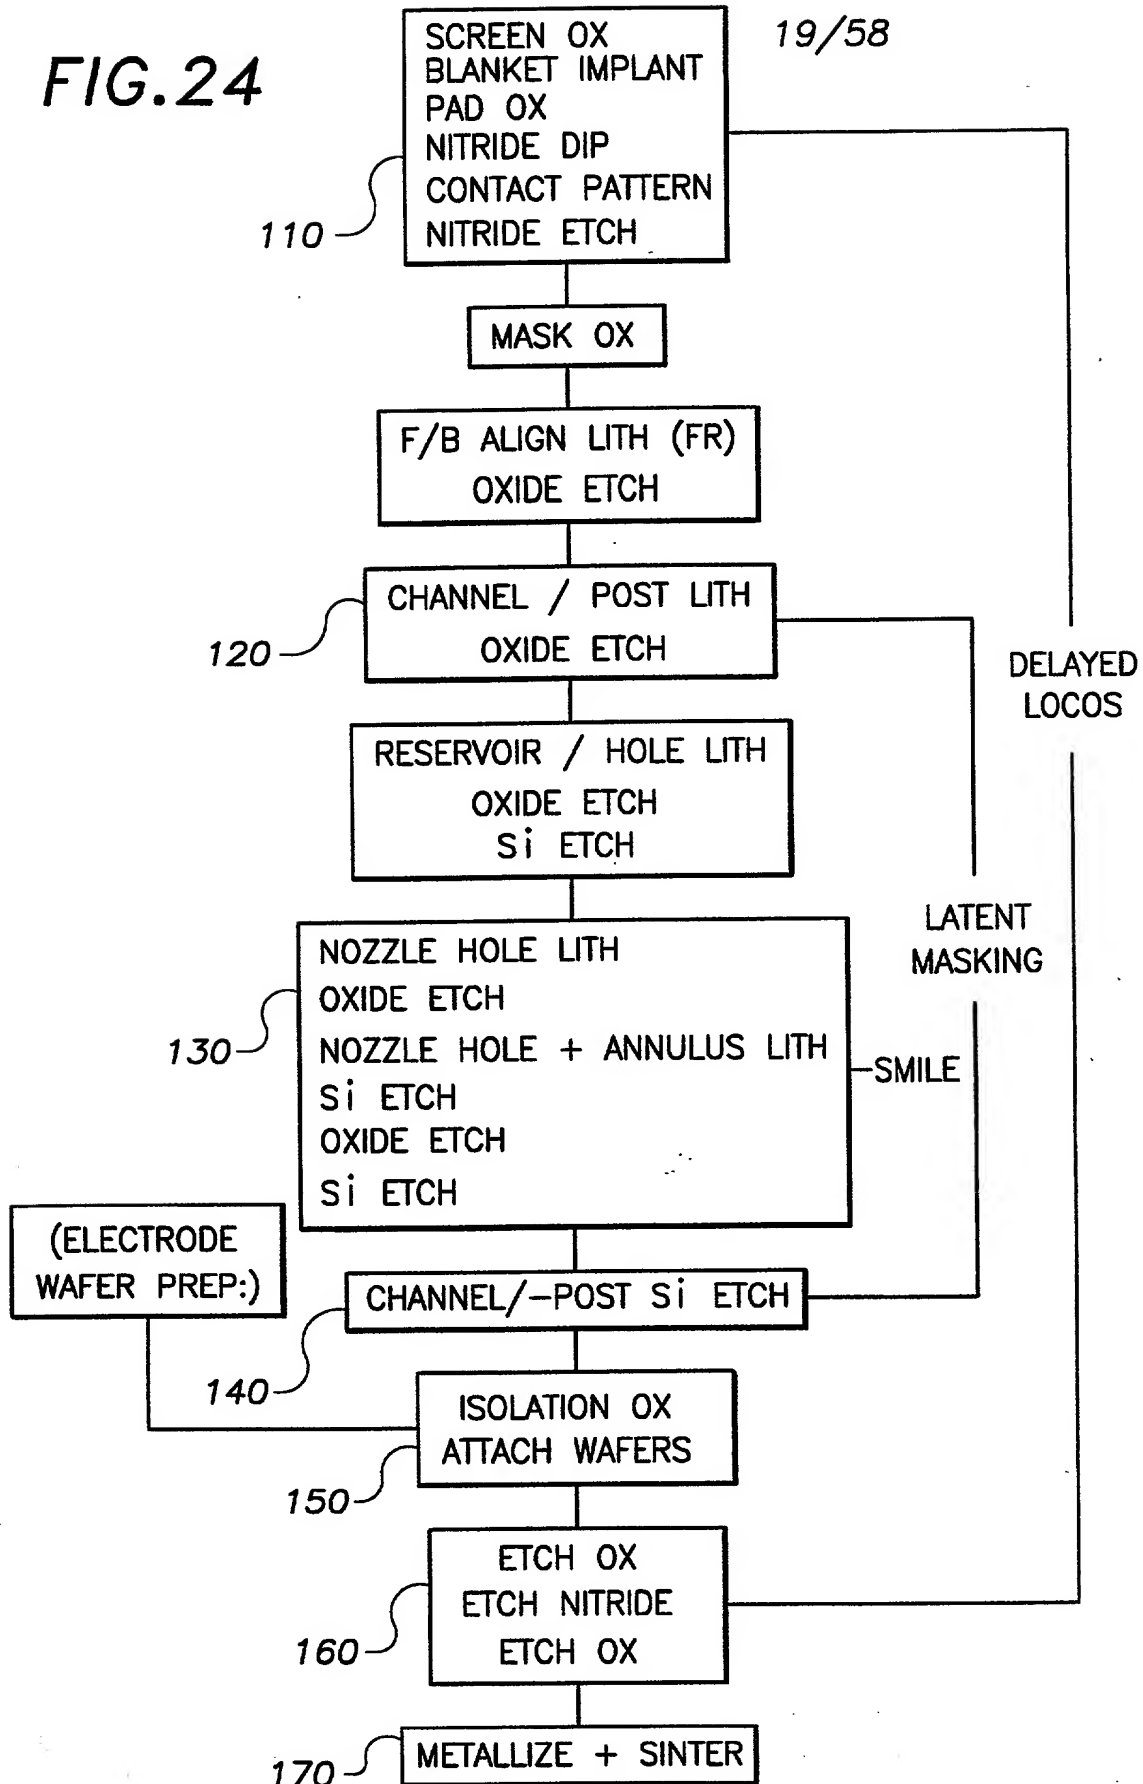 FIG.24
19/58
SCREEN OX
BLANKET IMPLANT
PAD OX
NITRIDE DIP
CONTACT PATTERN
NITRIDE ETCH
110
MASK OX
F/B ALIGN LITH (FR)
OXIDE ETCH
CHANNEL / POST LITH
OXIDE ETCH
120
DELAYED
LOCOS
RESERVOIR / HOLE LITH
OXIDE ETCH
Si ETCH
LATENT
MASKING
NOZZLE HOLE LITH
OXIDE ETCH
NOZZLE HOLE + ANNULUS LITH
Si ETCH
OXIDE ETCH
Si ETCH
130
SMILE
(ELECTRODE
WAFER PREP:)
CHANNEL/-POST Si ETCH
140
ISOLATION OX
ATTACH WAFERS
150
ETCH OX
ETCH NITRIDE
ETCH OX
160
METALLIZE + SINTER
170